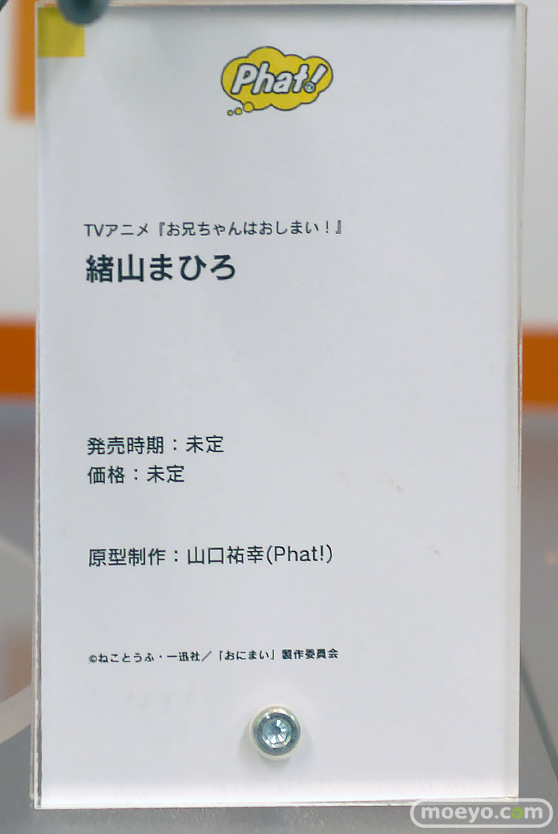 Phat!
TVアニメ『お兄ちゃんはおしまい！』
緒山まひろ
発売時期：未定
価格：未定
原型制作：山口祐幸(Phat!)
©ねことうふ・一迅社／「おにまい」製作委員会
moeyo.com